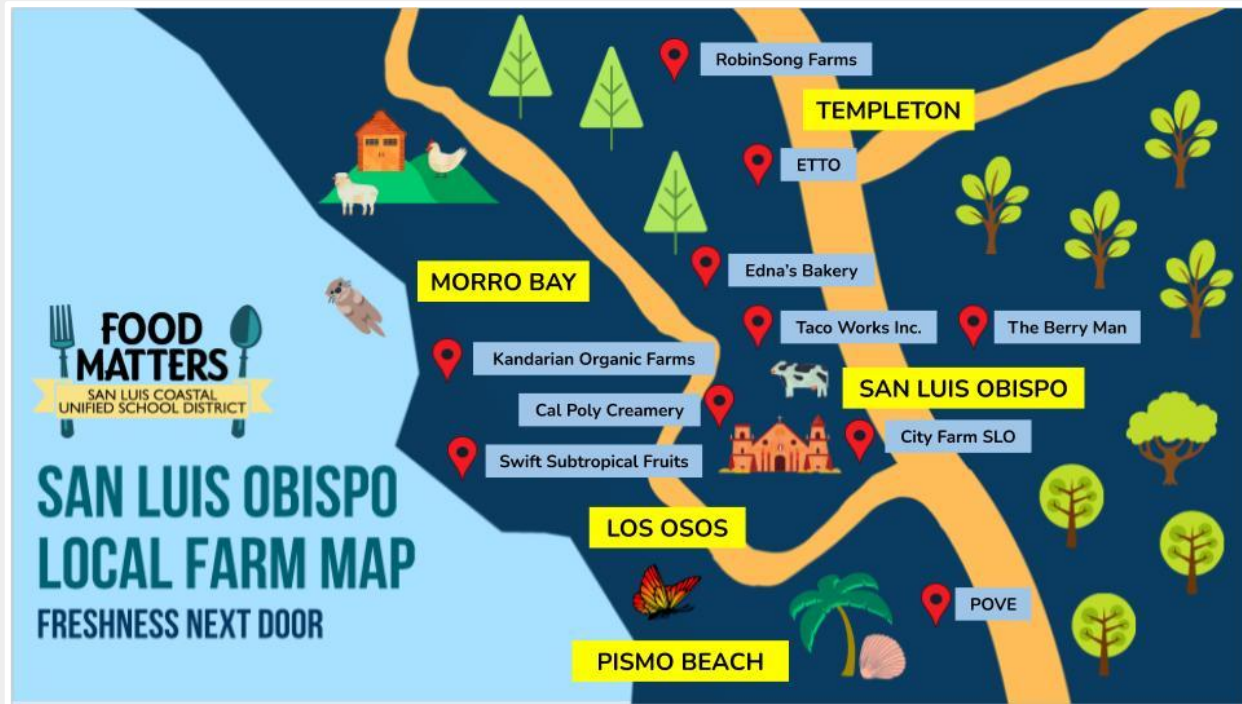 RobinSong Farms
TEMPLETON
ETTO
Edna's Bakery
MORRO BAY
Taco Works Inc.
The Berry Man
Kandarian Organic Farms
SAN LUIS OBISPO
Cal Poly Creamery
City Farm SLO
Swift Subtropical Fruits
LOS OSOS
POVE
PISMO BEACH
FOOD
MATTERS
SAN LUIS COASTAL
UNIFIED SCHOOL DISTRICT
SAN LUIS OBISPO
LOCAL FARM MAP
FRESHNESS NEXT DOOR